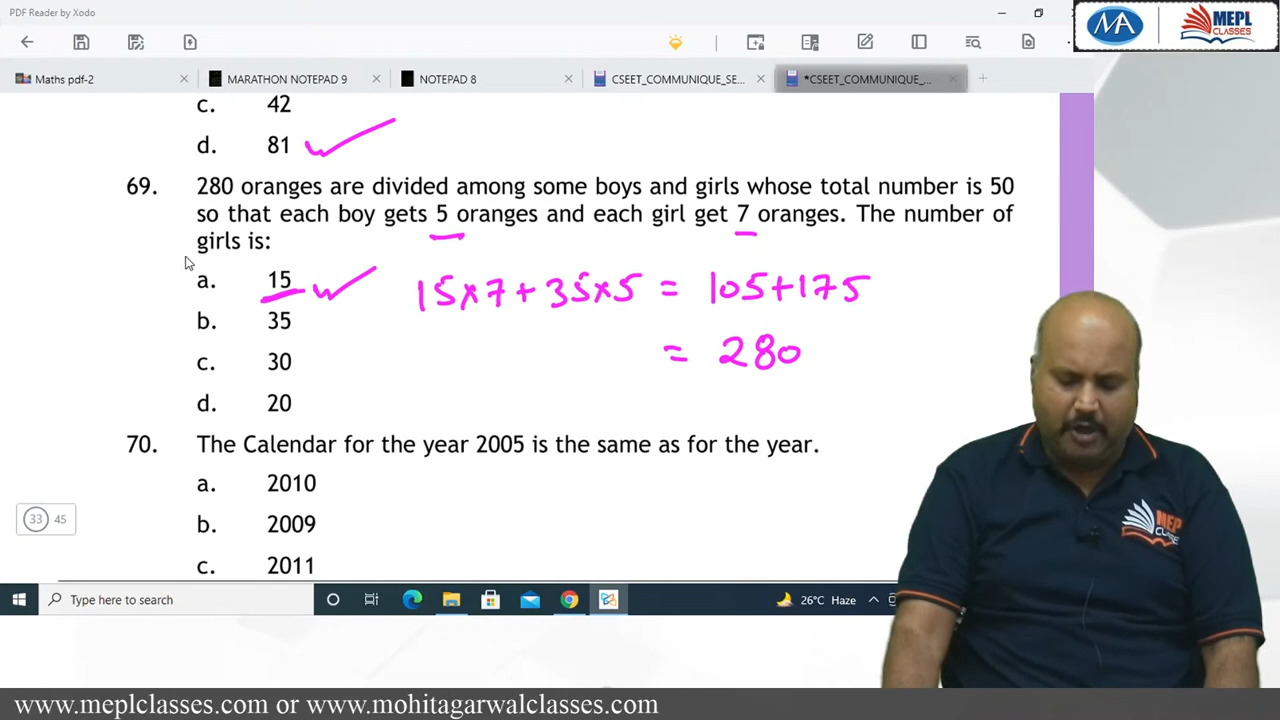 PDF Reader by Xodo
MA
MEPL
CLASSES
Maths pdf-2
MARATHON NOTEPAD 9
NOTEPAD 8
CSEET_COMMUNIQUE_SE...
*CSEET_COMMUNIQUE_...
c. 42
d. 81
69. 280 oranges are divided among some boys and girls whose total number is 50
so that each boy gets 5 oranges and each girl get 7 oranges. The number of
girls is:
a. 15
15×7+35×5 = 105+175
b. 35
= 280
c. 30
d. 20
70. The Calendar for the year 2005 is the same as for the year.
a. 2010
33 45
b. 2009
c. 2011
MEPL
Type here to search
26°C Haze
www.meplclasses.com or www.mohitagarwalclasses.com